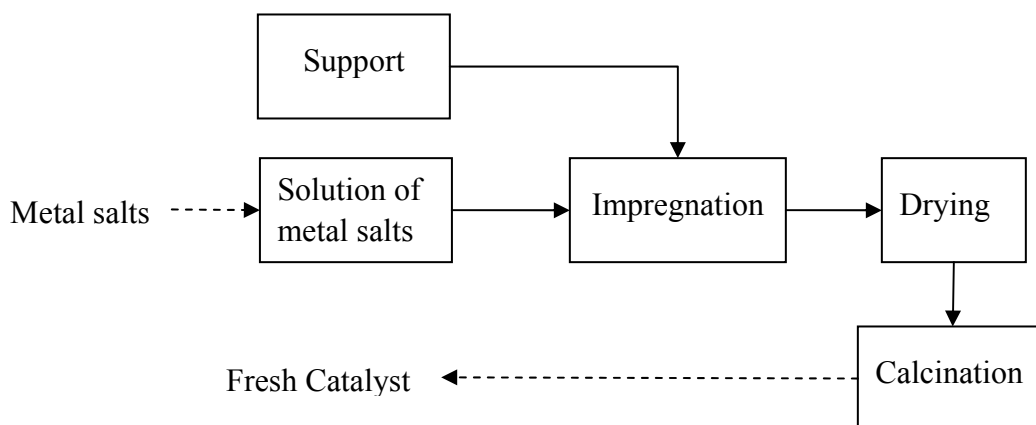 Support
Metal salts
Solution of
metal salts
Impregnation
Drying
Calcination
Fresh Catalyst